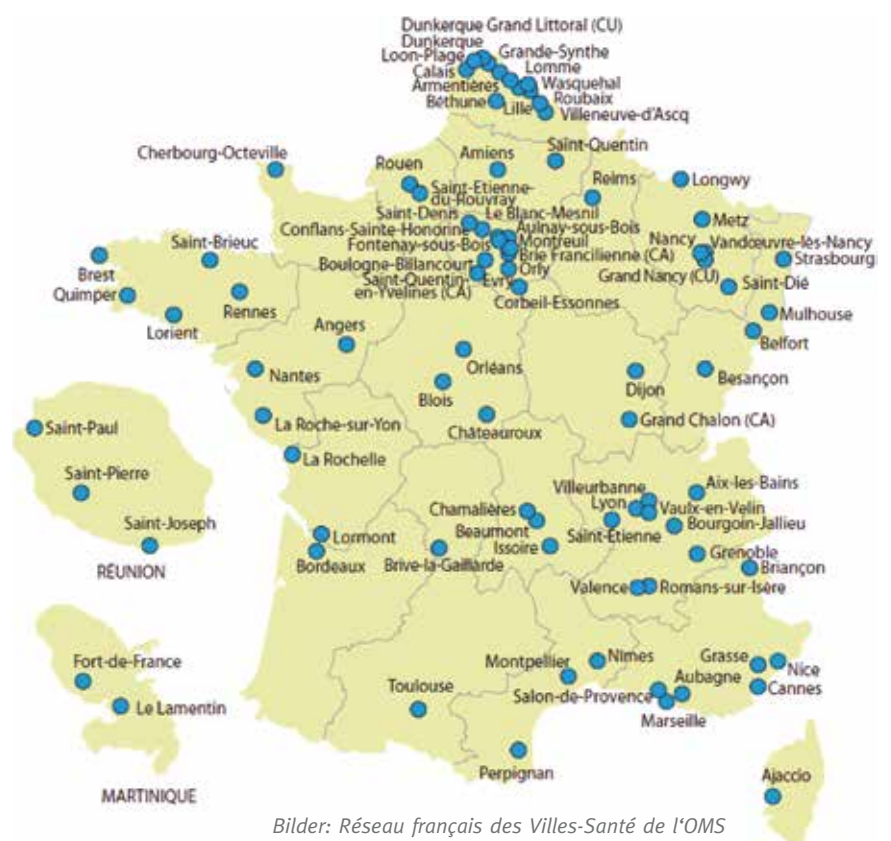 Dunkerque Grand Littoral (CU)
Dunkerque
Loon-Plage
Grande-Synthe
Calais
Lomme
Armentières
Wasquehal
Béthune
Lille
Roubaix
Villeneuve-d'Ascq
Cherbourg-Octeville
Amiens
Saint-Quentin
Rouen
Saint-Etienne-
du-Rouvray
Reims
Longwy
Saint-Denis
Le Blanc-Mesnil
Metz
Conflans-Sainte-Honorine
Aulnay-sous-Bois
Fontenay-sous-Bois
Montreuil
Nancy
Vandœuvre-lès-Nancy
Saint-Brieuc
Boulogne-Billancourt
Brie Francilienne (CA)
Strasbourg
Brest
Saint-Quentin-
en-Yvelines (CA)
Evry
Orly
Grand Nancy (CU)
Saint-Dié
Quimper
Rennes
Corbeil-Essonnes
Lorient
Mulhouse
Angers
Belfort
Nantes
Orléans
Dijon
Besançon
Blois
La Roche-sur-Yon
Châteauroux
Grand Chalon (CA)
Saint-Paul
La Rochelle
Saint-Pierre
Villeurbanne
Aix-les-Bains
Chamalières
Lyon
Vaulx-en-Velin
Saint-Joseph
Lormont
Beaumont
Saint-Etienne
Bourgoin-Jallieu
Bordeaux
Brive-la-Gaillarde
Issoire
Grenoble
RÉUNION
Briançon
Valence
Romans-sur-Isère
Fort-de-France
Montpellier
Nîmes
Grasse
Nice
Toulouse
Salon-de-Provence
Aubagne
Cannes
Le Lamentin
Marseille
Perpignan
Ajaccio
MARTINIQUE
Bilder: Réseau français des Villes-Santé de l‘OMS